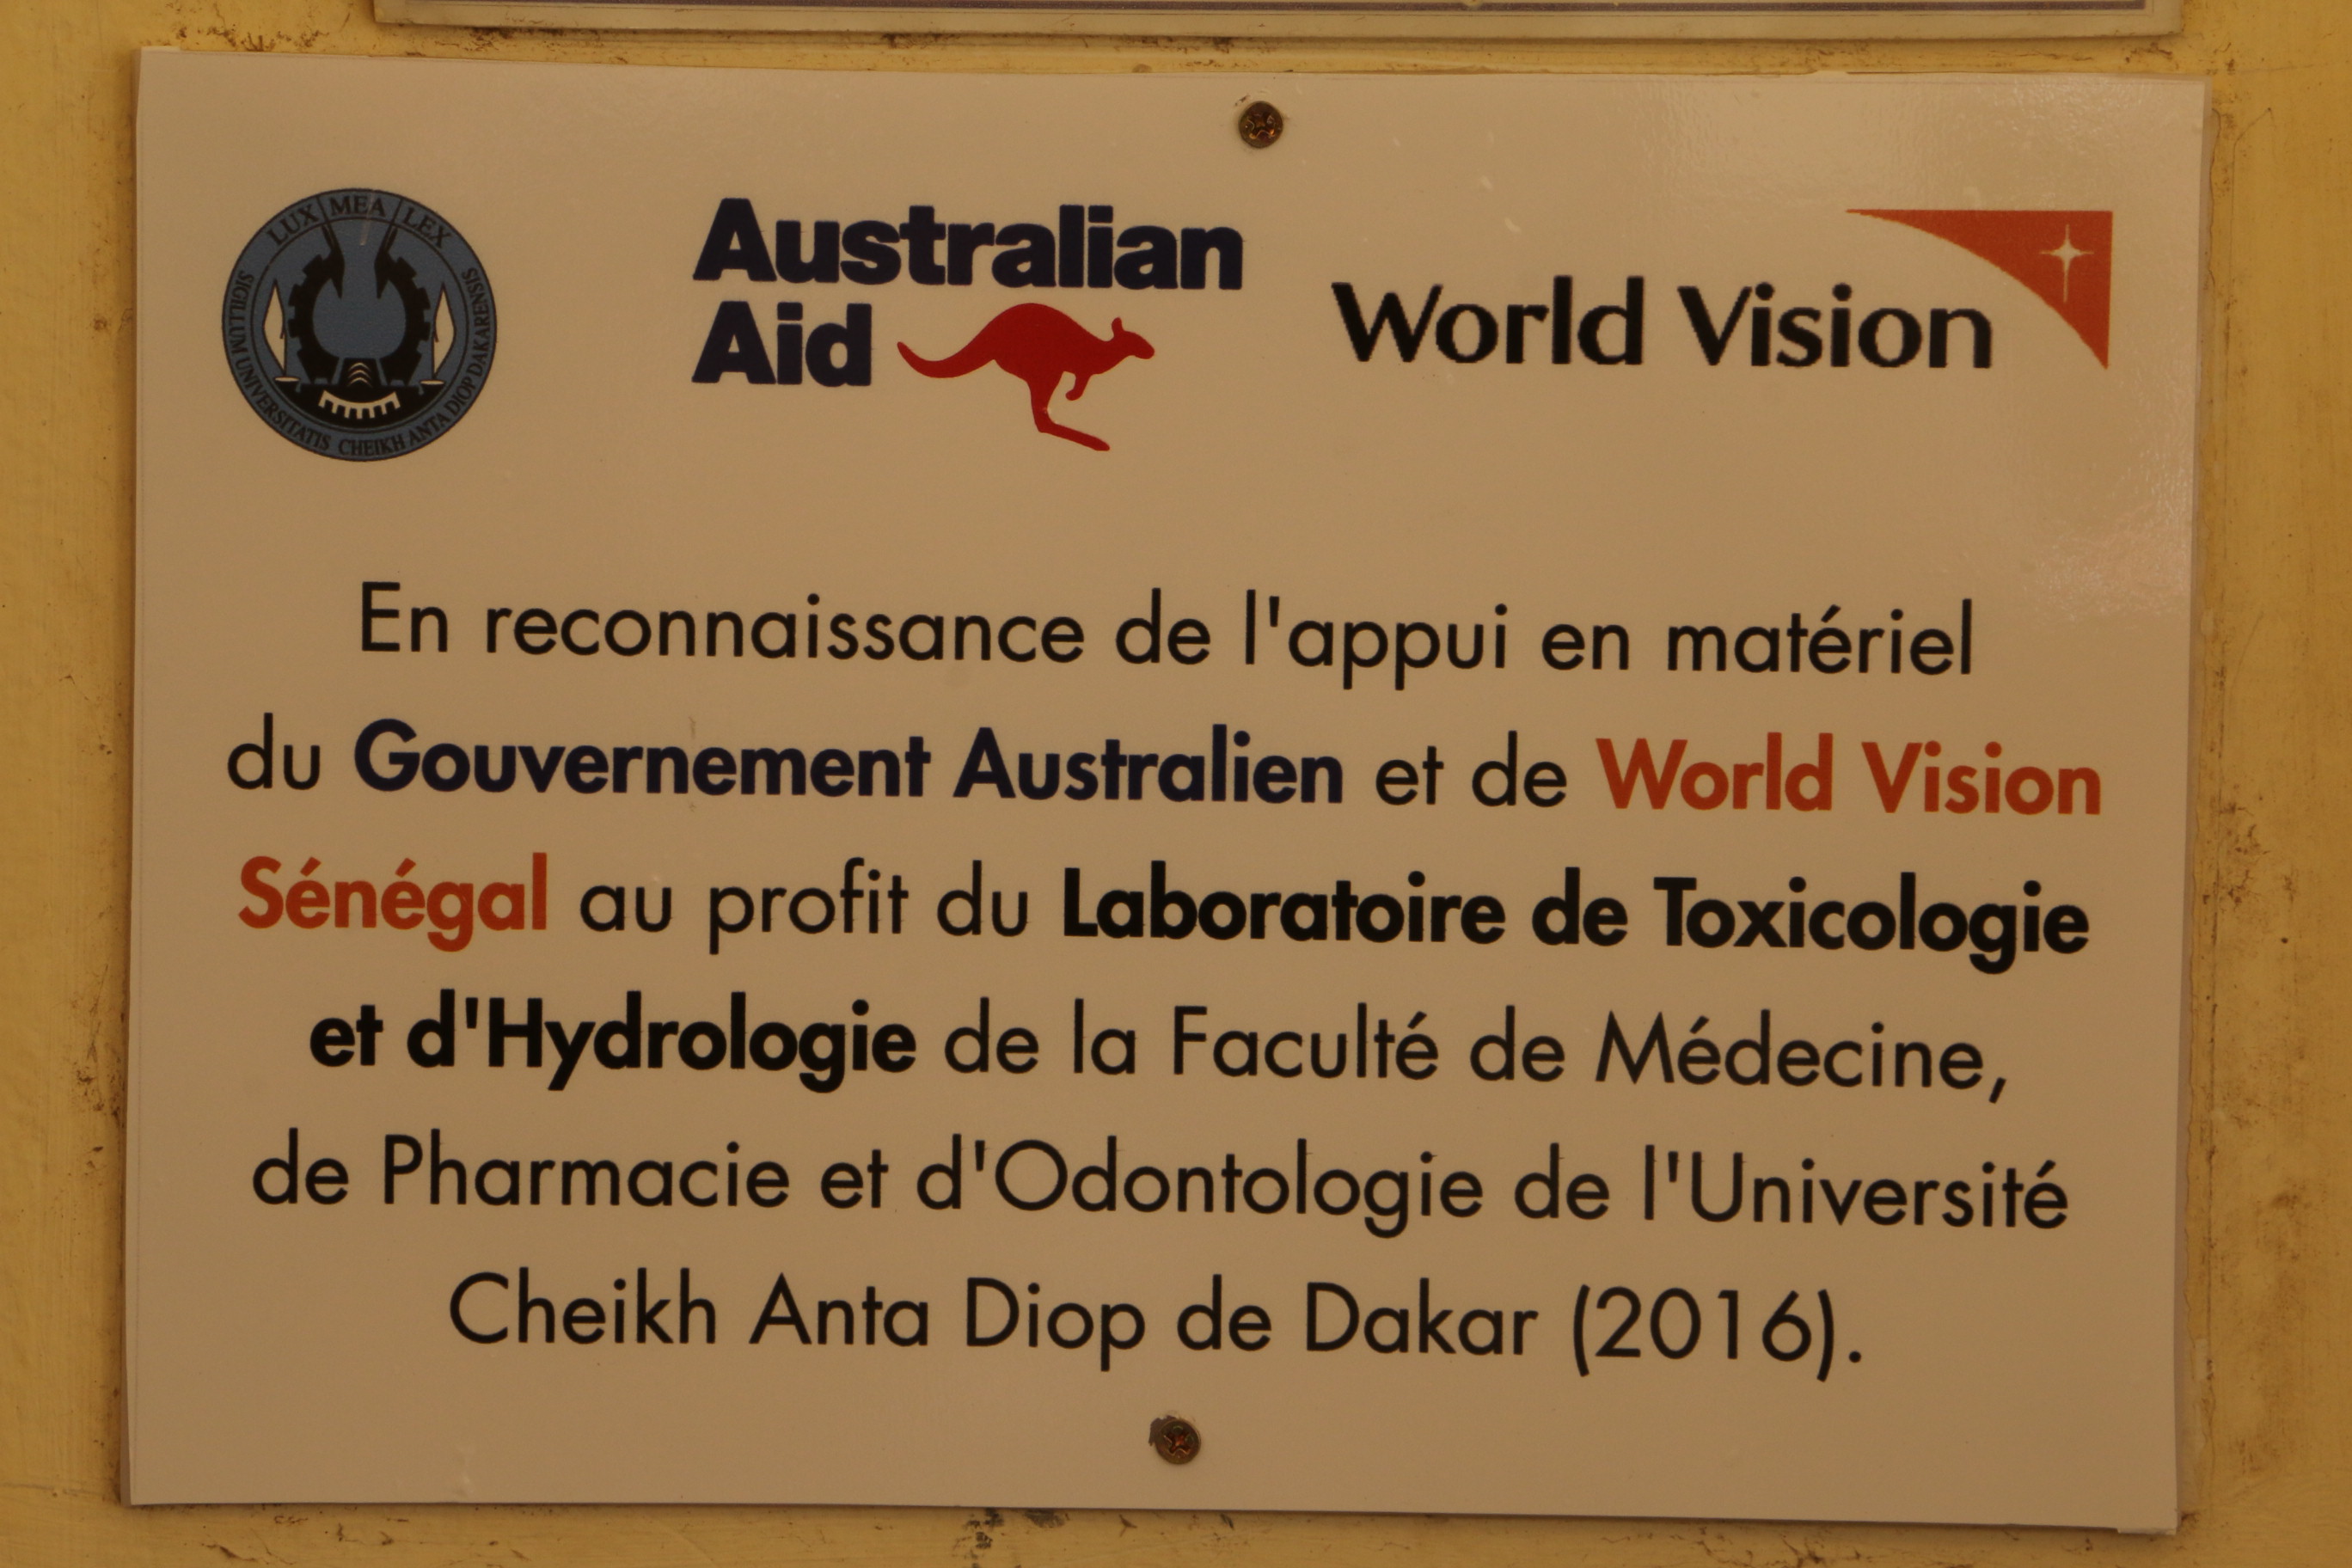 LUX MEA LEX
SIGILLUM UNIVERSITATIS CHEIKH ANTA DIOP DAKARENSIS
Australian
Aid
World Vision
En reconnaissance de l'appui en matériel
du Gouvernement Australien et de World Vision
Sénégal au profit du Laboratoire de Toxicologie
et d'Hydrologie de la Faculté de Médecine,
de Pharmacie et d'Odontologie de l'Université
Cheikh Anta Diop de Dakar (2016).